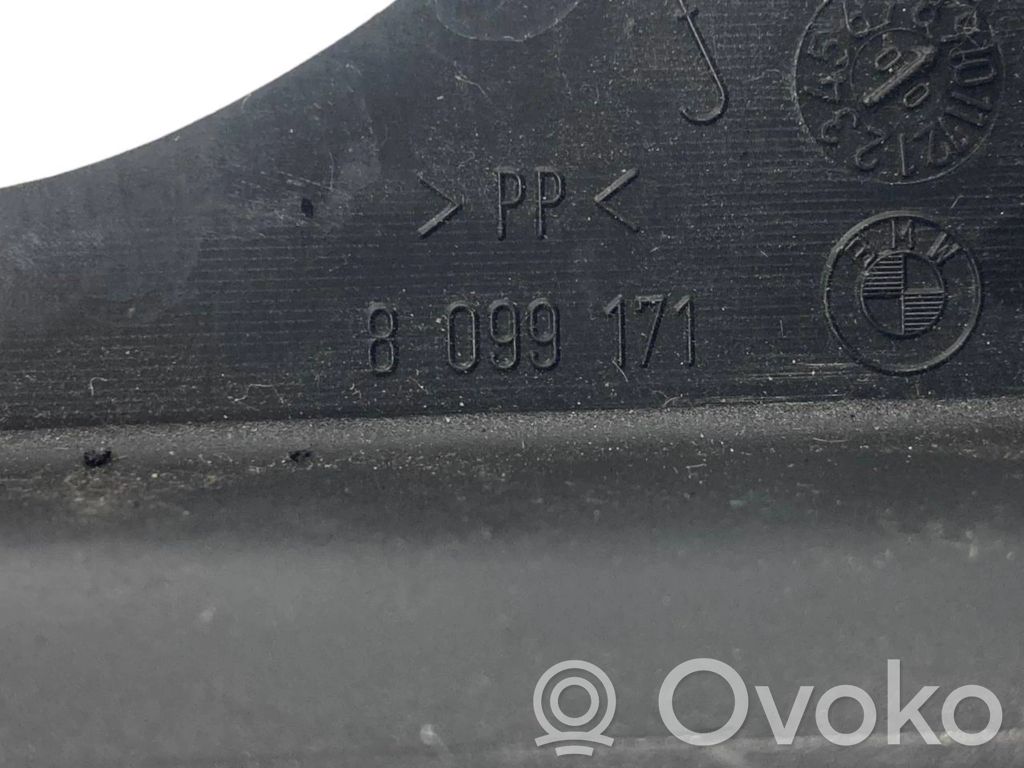 > PP <
8 099 171
BMW
Ovoko